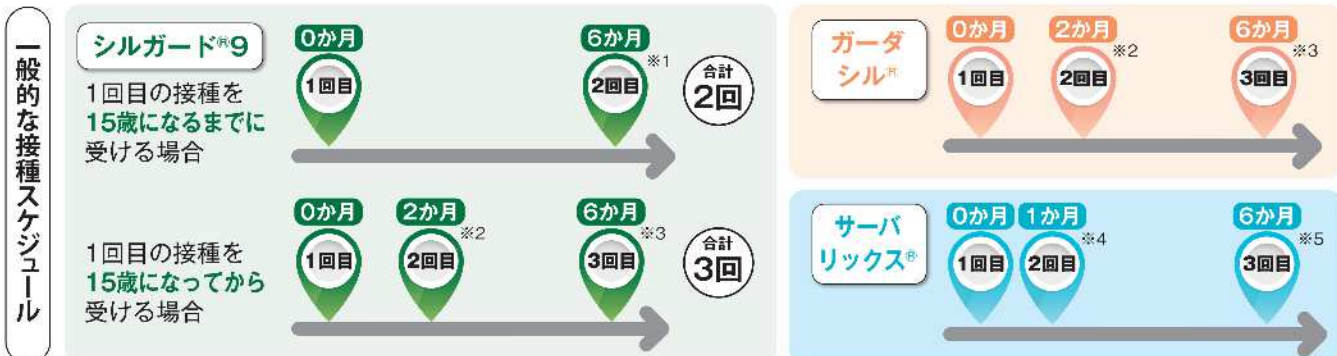 一般的な接種スケジュール
シルガード®9
1回目の接種を
15歳になるまでに
受ける場合
0か月
1回目
6か月
※1
2回目
合計
2回
1回目の接種を
15歳になってから
受ける場合
0か月
1回目
2か月
※2
2回目
6か月
※3
3回目
合計
3回
ガーダ
シル®
0か月
1回目
2か月
※2
2回目
6か月
※3
3回目
サーバ
リックス®
0か月
1回目
1か月
※4
2回目
6か月
※5
3回目